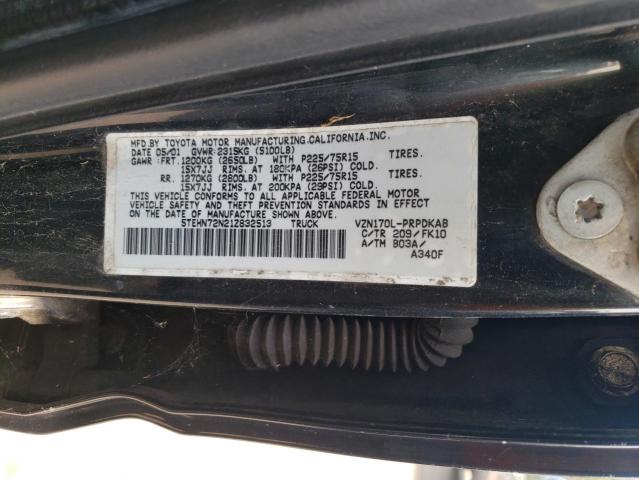 MFD.BY TOYOTA MOTOR MANUFACTURING.CALIFORNIA.INC.
DATE 05/01 GVWR 2315KG (5100LB)
GAWR FRT. 1200KG (2650LB) WITH P225/75R15 TIRES.
15X7JJ RIMS. AT 180KPA (26PSI) COLD.
RR. 1270KG (2800LB) WITH P225/75R15 TIRES.
15X7JJ RIMS. AT 200KPA (29PSI) COLD.
THIS VEHICLE CONFORMS TO ALL APPLICABLE FEDERAL MOTOR
VEHICLE SAFETY AND THEFT PREVENTION STANDARDS IN
EFFECT ON THE DATE OF MANUFACTURE SHOWN ABOVE.
5TEHN72N21Z832513 TRUCK VZN170L-PRPDKAB
C/TR 209/FK10
A/TM B03A/
A340F